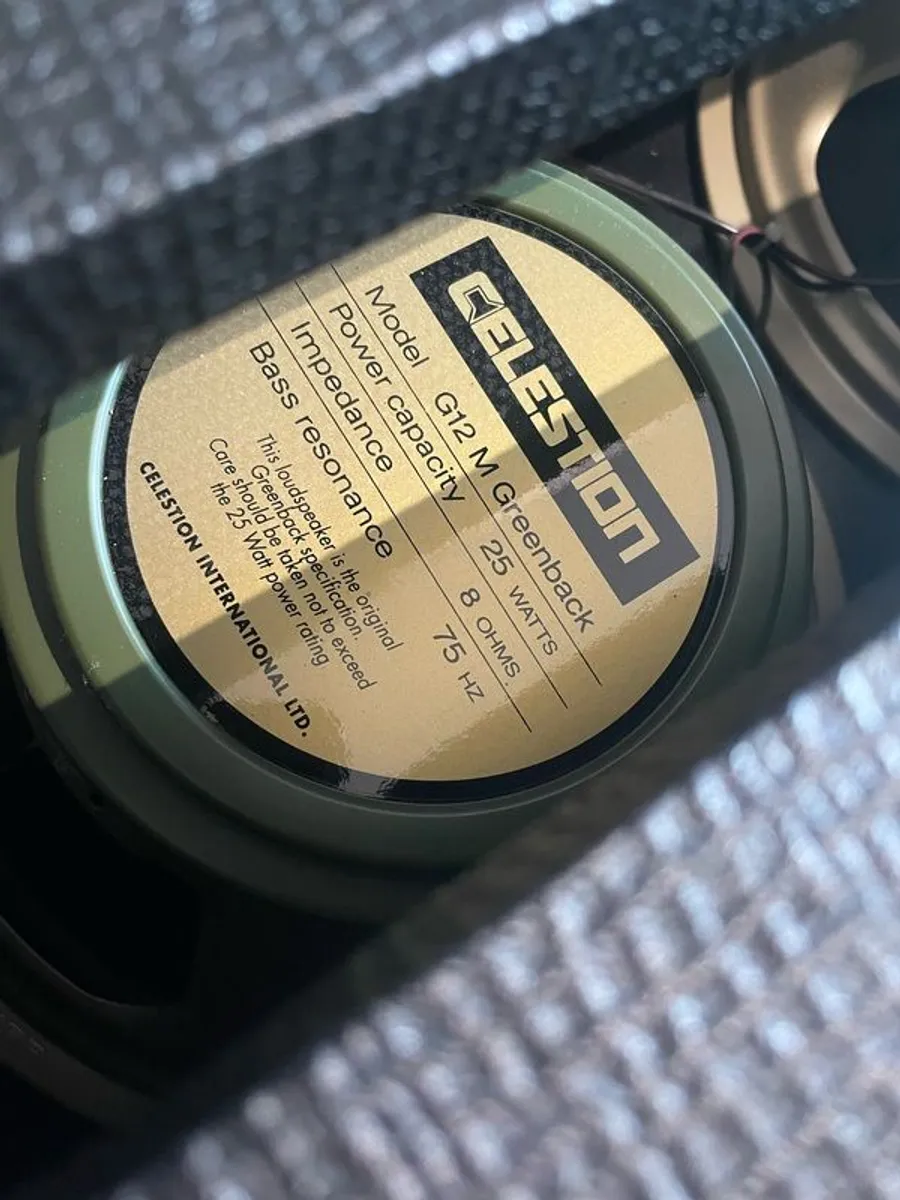 CELESTION
Model G12 M Greenback
Power capacity 25 WATTS
Impedance 8 OHMS.
Bass resonance 75 HZ
This loudspeaker is the original
Greenback specification.
Care should be taken not to exceed
the 25 Watt power rating
CELESTION INTERNATIONAL LTD.